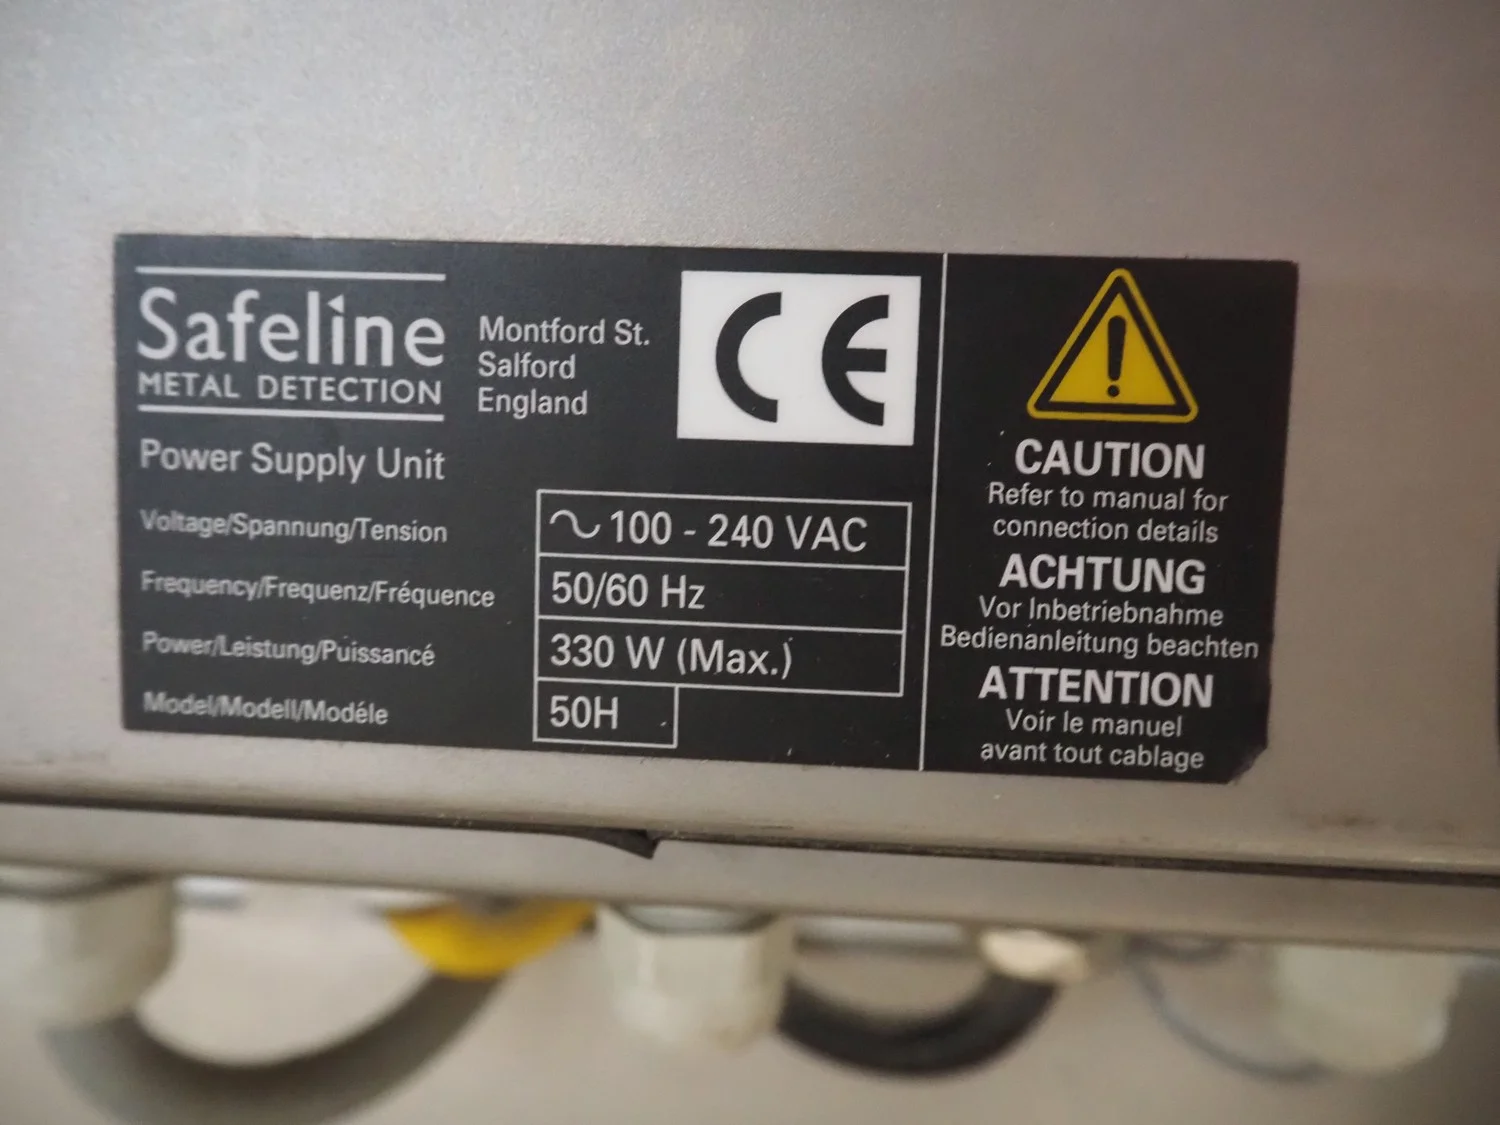 Safeline
METAL DETECTION
Montford St.
Salford
England
CE
Power Supply Unit
Voltage/Spannung/Tension
~ 100 - 240 VAC
Frequency/Frequenz/Fréquence
50/60 Hz
Power/Leistung/Puissancé
330 W (Max.)
Model/Modell/Modéle
50H
!
CAUTION
Refer to manual for
connection details
ACHTUNG
Vor Inbetriebnahme
Bedienanleitung beachten
ATTENTION
Voir le manuel
avant tout cablage